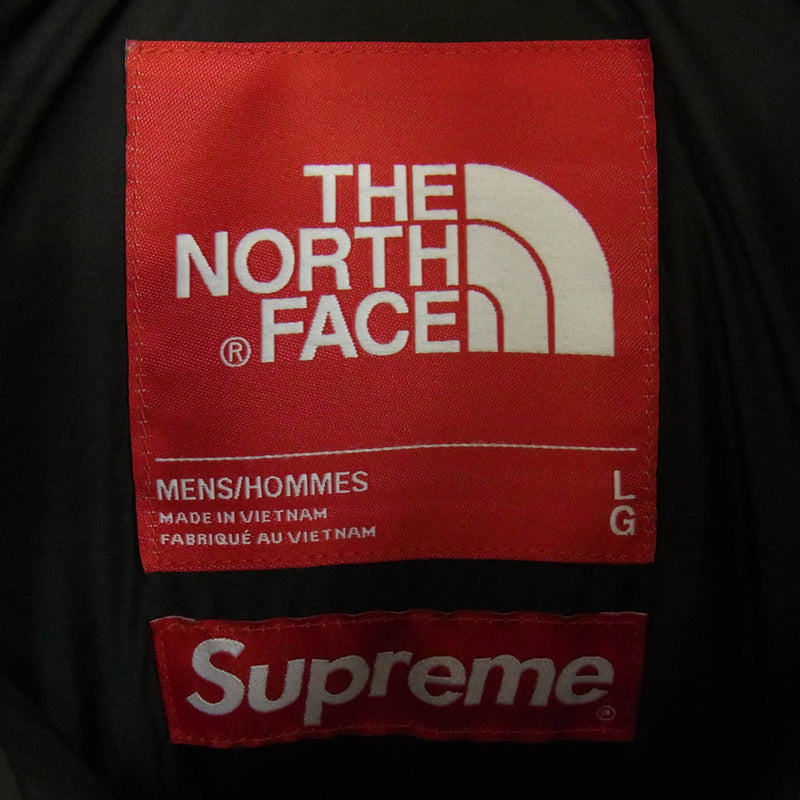 THE
NORTH
® FACE
MENS/HOMMES
L
G
MADE IN VIETNAM
FABRIQUÉ AU VIETNAM
Supreme®